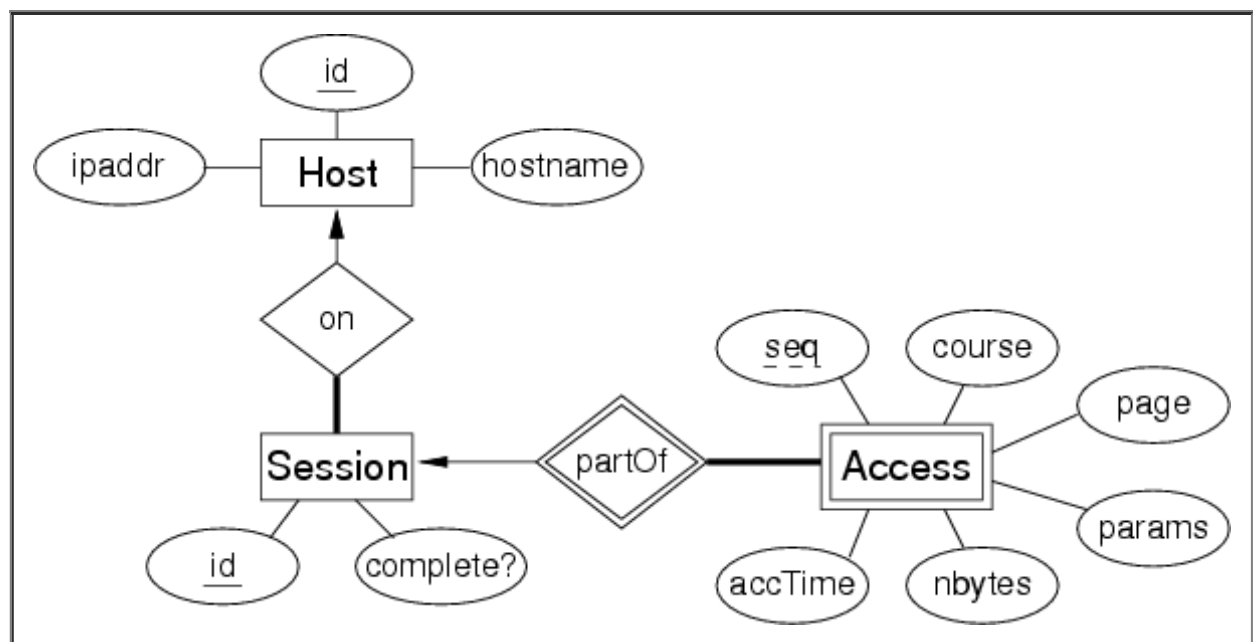 id
ipaddr
Host
hostname
on
seq
course
page
Session
partOf
Access
params
id
complete?
accTime
nbytes